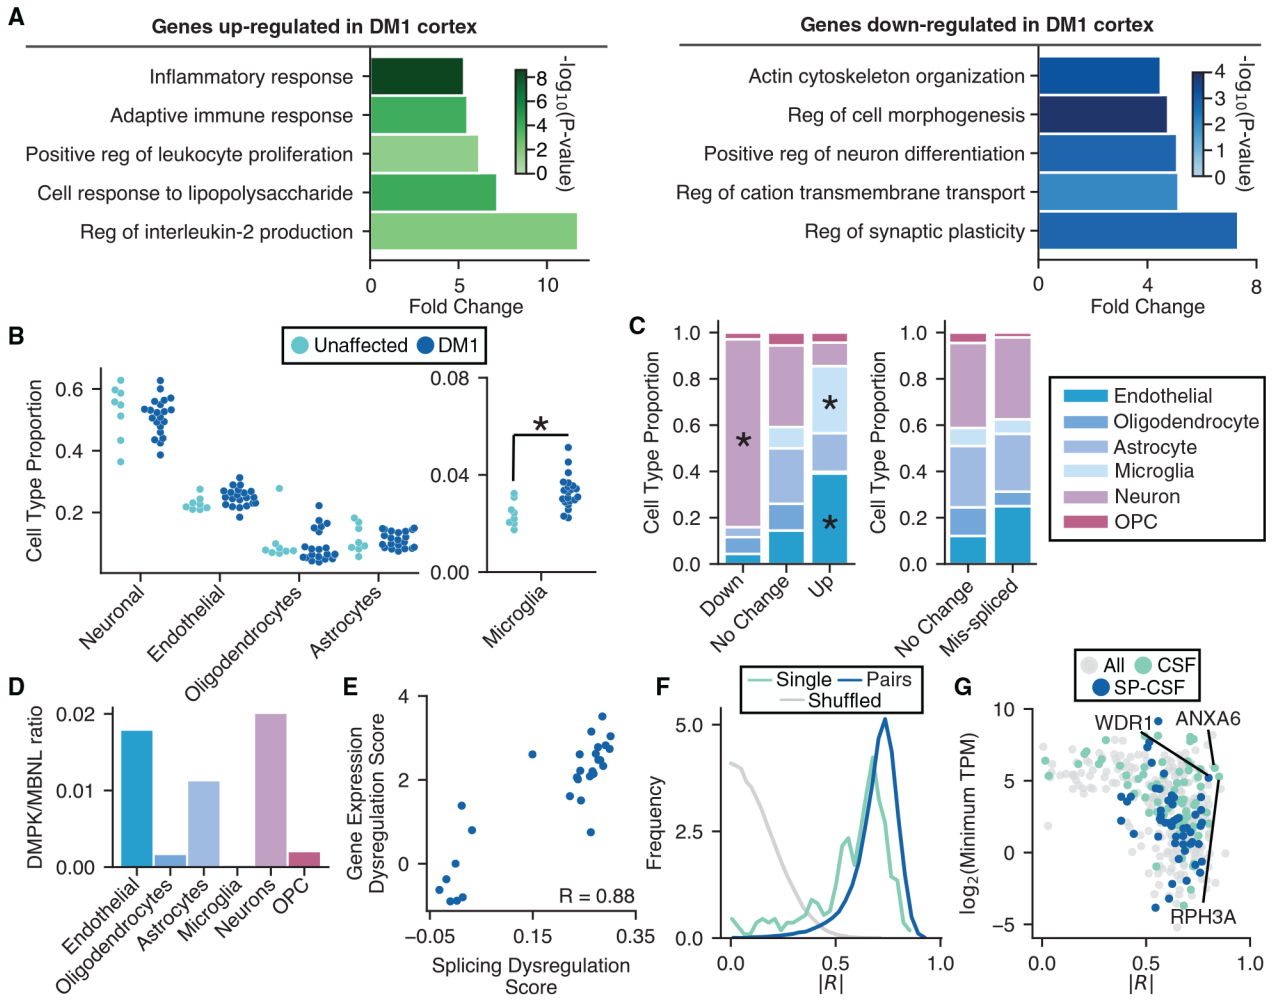 A
Genes up-regulated in DM1 cortex
Inflammatory response
Adaptive immune response
Positive reg of leukocyte proliferation
Cell response to lipopolysaccharide
Reg of interleukin-2 production
0
5
10
Fold Change
8
6
4
2
0
-log10(P-value)
Genes down-regulated in DM1 cortex
Actin cytoskeleton organization
Reg of cell morphogenesis
Positive reg of neuron differentiation
Reg of cation transmembrane transport
Reg of synaptic plasticity
0
4
8
Fold Change
4
3
2
1
0
-log10(P-value)
B
Unaffected
DM1
Cell Type Proportion
0.6
0.4
0.2
Neuronal
Endothelial
Oligodendrocytes
Astrocytes
0.08
0.04
0.00
*
Microglia
C
Cell Type Proportion
1.0
0.8
0.6
0.4
0.2
0.0
*
*
*
Down
No Change
Up
Cell Type Proportion
1.0
0.8
0.6
0.4
0.2
0.0
No Change
Mis-spliced
Endothelial
Oligodendrocyte
Astrocyte
Microglia
Neuron
OPC
D
DMPK/MBNL ratio
0.02
0.01
0.00
Endothelial
Oligodendrocytes
Astrocytes
Microglia
Neurons
OPC
E
Gene Expression
Dysregulation Score
4
2
0
R = 0.88
−0.05
0.15
0.35
Splicing Dysregulation
Score
F
Single
Pairs
Shuffled
Frequency
5.0
2.5
0.0
0.0
0.5
1.0
|R|
G
All
CSF
SP-CSF
log2(Minimum TPM)
10
5
0
−5
WDR1
ANXA6
RPH3A
0.0
0.5
1.0
|R|